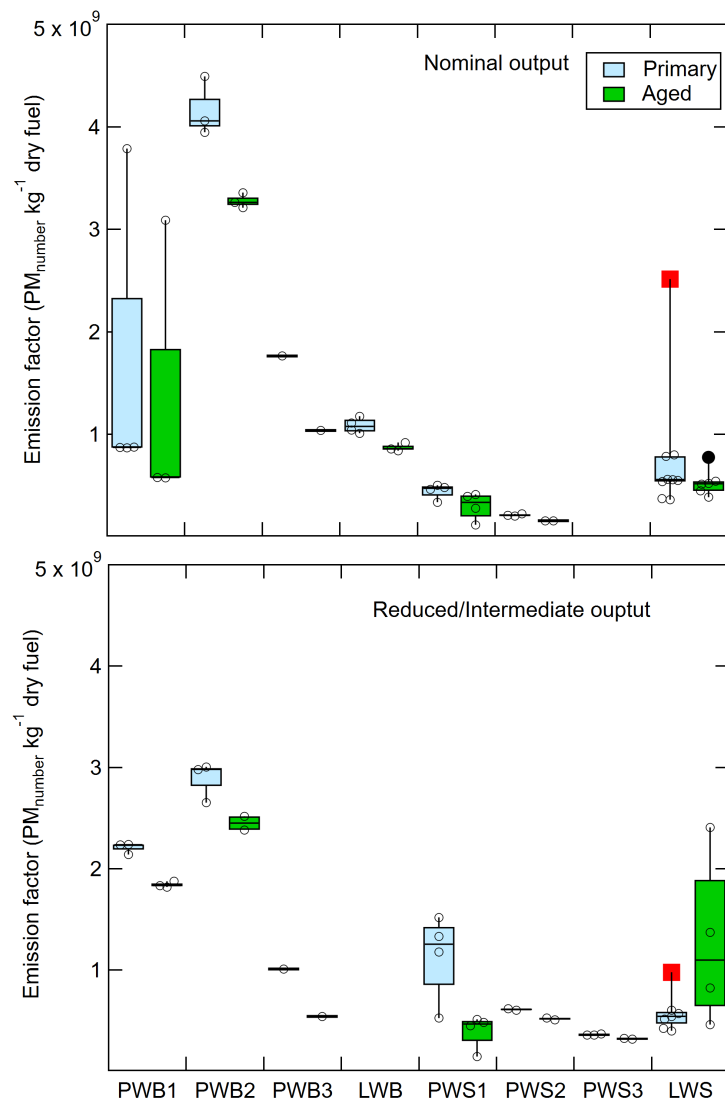 5 x 10^9
Nominal output
Primary
Aged
4
3
2
1
Emission factor (PM_number kg^-1 dry fuel)
5 x 10^9
Reduced/Intermediate ouptut
4
3
2
1
Emission factor (PM_number kg^-1 dry fuel)
PWB1 PWB2 PWB3 LWB PWS1 PWS2 PWS3 LWS